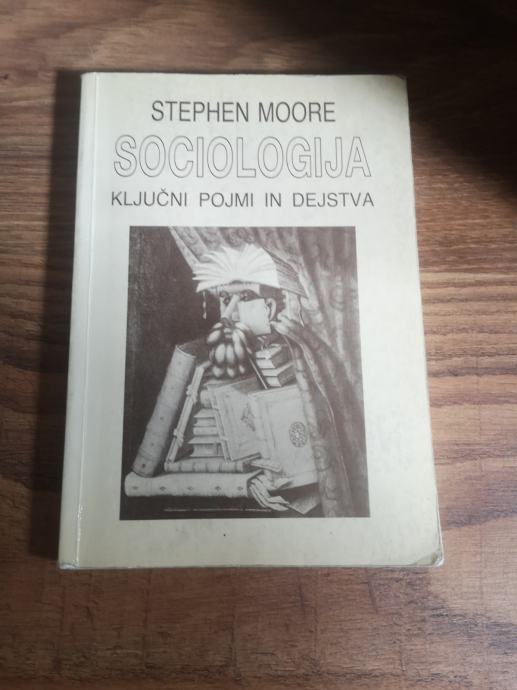 STEPHEN MOORE
SOCIOLOGIJA
KLJUČNI POJMI IN DEJSTVA